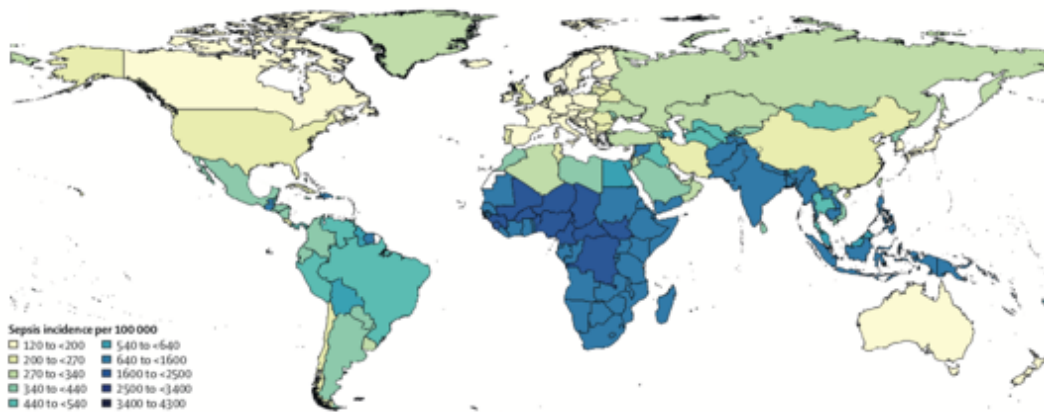 Sepsis incidence per 100 000
120 to <200
200 to <270
270 to <340
340 to <440
440 to <540
540 to <640
640 to <1600
1600 to <2500
2500 to <3400
3400 to 4300